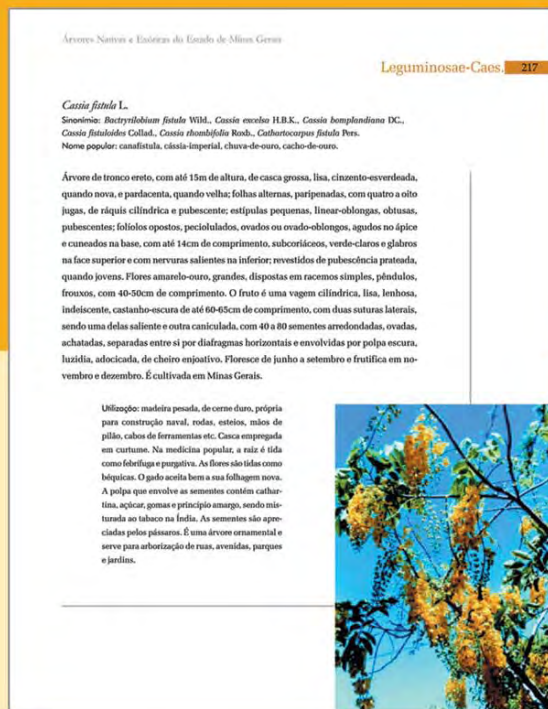 Árvores Nativas e Exóticas do Estado de Minas Gerais
Leguminosae-Caes. 217
Cassia fistula L.
Sinonímia: Bactryrilobium fistula Wild., Cassia excelsa H.B.K., Cassia bomplandiana DC.,
Cassia fistuloides Collad., Cassia rhombifolia Roxb., Cathartocarpus fistula Pers.
Nome popular: canafístula, cássia-imperial, chuva-de-ouro, cacho-de-ouro.
Árvore de tronco ereto, com até 15m de altura, de casca grossa, lisa, cinzento-esverdeada,
quando nova, e pardacenta, quando velha; folhas alternas, paripenadas, com quatro a oito
jugas, de ráquis cilíndrica e pubescente; estípulas pequenas, linear-oblongas, obtusas,
pubescentes; folíolos opostos, peciolulados, ovados ou ovado-oblongos, agudos no ápice
e cuneados na base, com até 14cm de comprimento, subcoriáceos, verde-claros e glabros
na face superior e com nervuras salientes na inferior; revestidos de pubescência prateada,
quando jovens. Flores amarelo-ouro, grandes, dispostas em racemos simples, pêndulos,
frouxos, com 40-50cm de comprimento. O fruto é uma vagem cilíndrica, lisa, lenhosa,
indeiscente, castanho-escura de até 60-65cm de comprimento, com duas suturas laterais,
sendo uma delas saliente e outra caniculada, com 40 a 80 sementes arredondadas, ovadas,
achatadas, separadas entre si por diafragmas horizontais e envolvidas por polpa escura,
luzidia, adocicada, de cheiro enjoativo. Floresce de junho a setembro e frutifica em no-
vembro e dezembro. É cultivada em Minas Gerais.
Utilização: madeira pesada, de cerne duro, própria
para construção naval, rodas, esteios, mãos de
pilão, cabos de ferramentas etc. Casca empregada
em curtume. Na medicina popular, a raiz é tida
como febrífuga e purgativa. As flores são tidas como
béquicas. O gado aceita bem a sua folhagem nova.
A polpa que envolve as sementes contém cathar-
tina, açúcar, gomas e princípio amargo, sendo mis-
turada ao tabaco na Índia. As sementes são apre-
ciadas pelos pássaros. É uma árvore ornamental e
serve para arborização de ruas, avenidas, parques
e jardins.